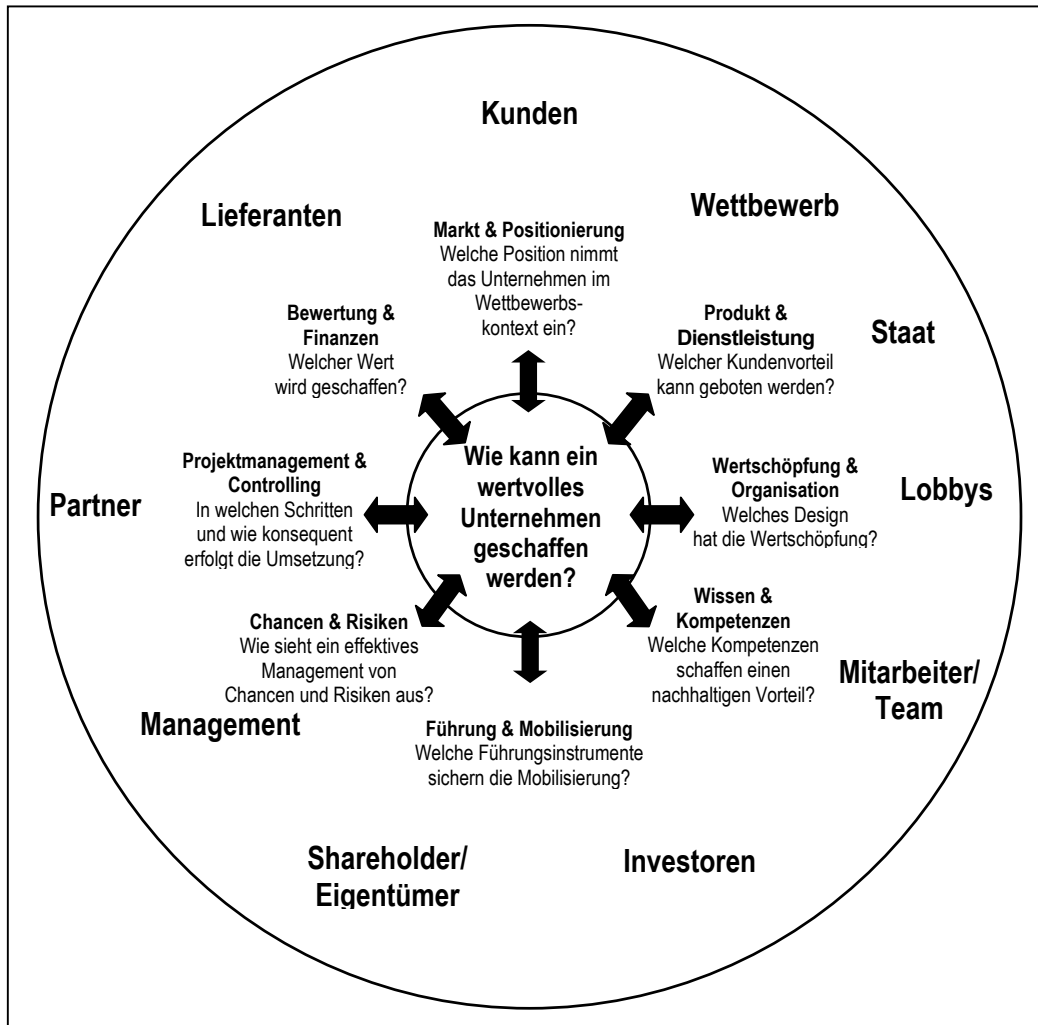 Kunden
Lieferanten
Wettbewerb
Markt & Positionierung
Welche Position nimmt
das Unternehmen im
Wettbewerbs-
kontext ein?
Bewertung &
Finanzen
Welcher Wert
wird geschaffen?
Produkt &
Dienstleistung
Welcher Kundenvorteil
kann geboten werden?
Staat
Wie kann ein
wertvolles
Unternehmen
geschaffen
werden?
Partner
Projektmanagement &
Controlling
In welchen Schritten
und wie konsequent
erfolgt die Umsetzung?
Wertschöpfung &
Organisation
Welches Design
hat die Wertschöpfung?
Lobbys
Chancen & Risiken
Wie sieht ein effektives
Management von
Chancen und Risiken aus?
Wissen &
Kompetenzen
Welche Kompetenzen
schaffen einen
nachhaltigen Vorteil?
Mitarbeiter/
Team
Management
Führung & Mobilisierung
Welche Führungsinstrumente
sichern die Mobilisierung?
Shareholder/
Eigentümer
Investoren